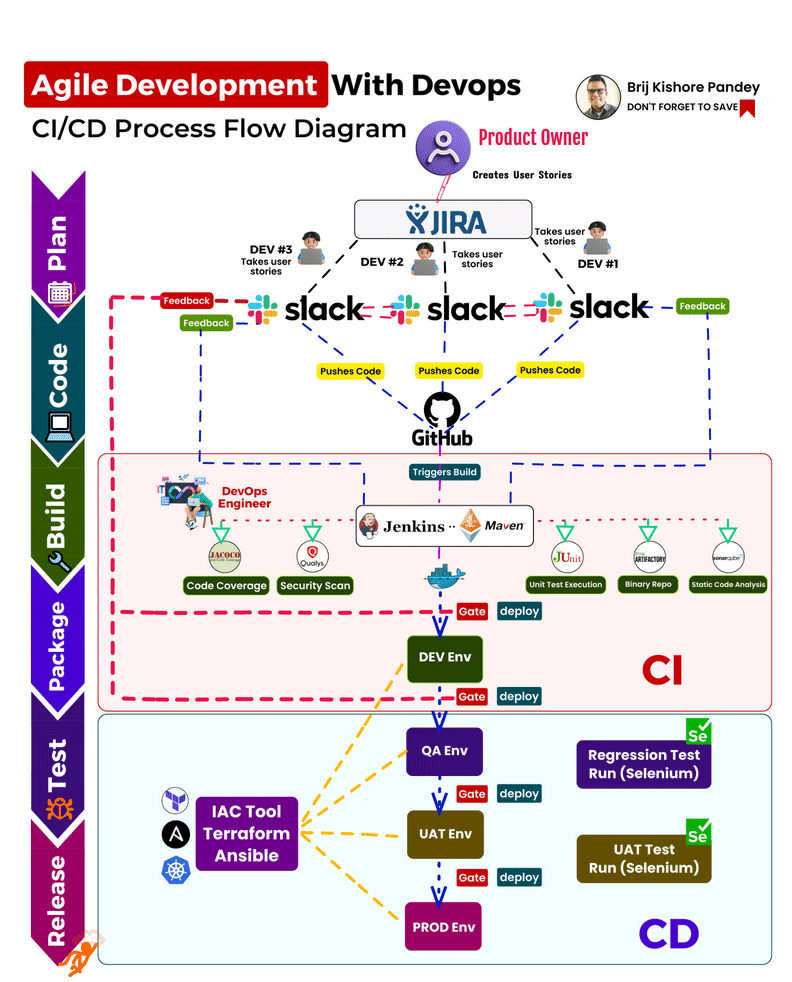 Agile Development With Devops
CI/CD Process Flow Diagram
Brij Kishore Pandey
DON'T FORGET TO SAVE
Product Owner
Creates User Stories
JIRA
DEV #3
Takes user
stories
DEV #2
Takes user
stories
Takes user
stories
DEV #1
Plan
Feedback
Feedback
slack
slack
slack
Feedback
Code
Pushes Code
Pushes Code
Pushes Code
GitHub
Triggers Build
DevOps
Engineer
Jenkins
Maven
Build
JACOCO
Qualys
JUnit
ARTIFACTORY
sonarqube
Code Coverage
Security Scan
Unit Test Execution
Binary Repo
Static Code Analysis
Package
Gate
deploy
DEV Env
CI
Gate
deploy
Test
QA Env
Se
Regression Test
Run (Selenium)
Gate
deploy
IAC Tool
Terraform
Ansible
UAT Env
Se
UAT Test
Run (Selenium)
Gate
deploy
Release
PROD Env
CD